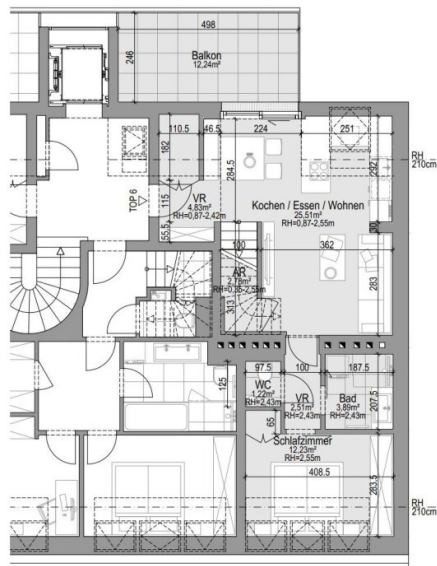 498
246
Balkon
12,24m²
110.5
46.5
224
251
182
284.5
292
RH
210cm
TOP 6
115
VR
4,83m²
RH=0,87-2,42m
Kochen / Essen / Wohnen
25,51m²
RH=0,87-2,55m
55.5
30
100
362
AR
2,78m²
RH=0,35-2,55m
313
283
97.5
100
187.5
WC
1,22m²
RH=2,43m
125
VR
2,51m²
RH=2,43m
Bad
3,89m²
RH=2,43m
207.5
65
Schlafzimmer
12,23m²
RH=2,55m
408.5
283.5
RH
210cm